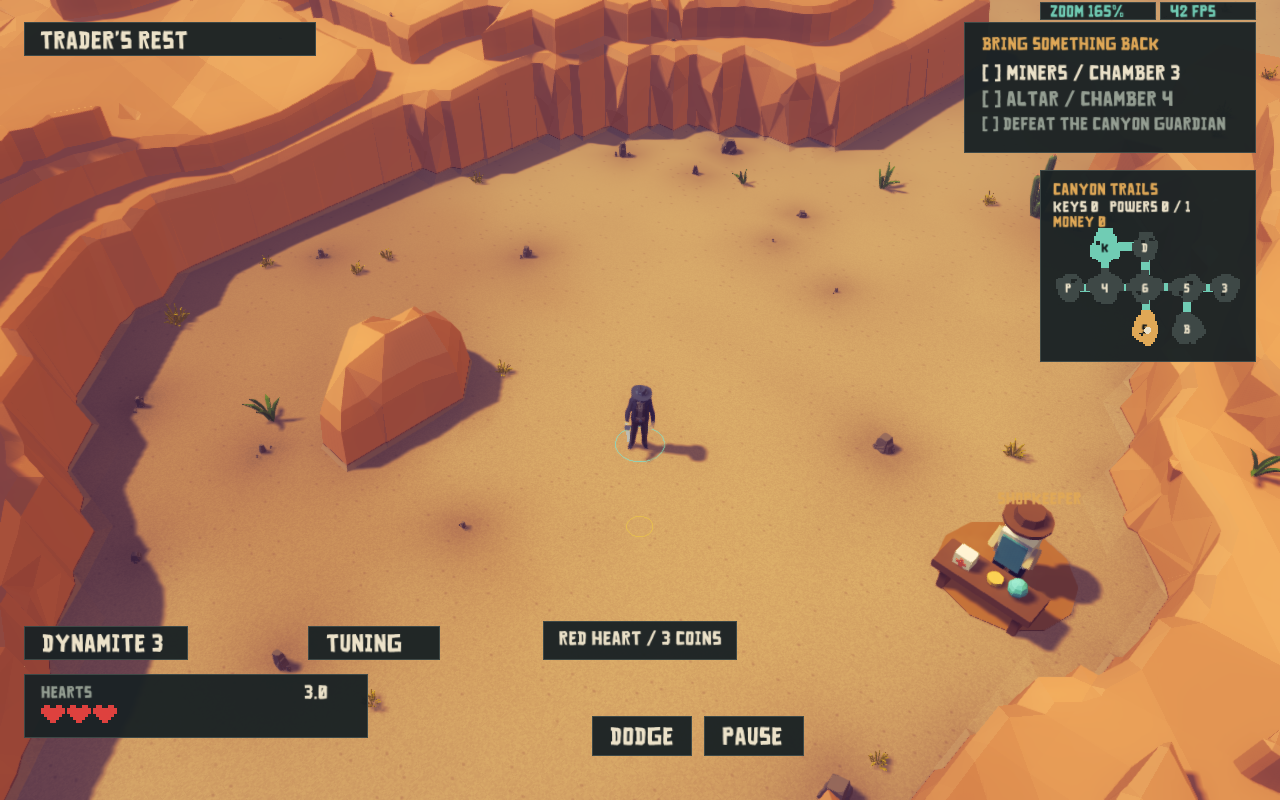 ZOOM 165%
42 FPS
TRADER'S REST
BRING SOMETHING BACK
[ ] MINERS / CHAMBER 3
[ ] ALTAR / CHAMBER 4
[ ] DEFEAT THE CANYON GUARDIAN
CANYON TRAILS
KEYS 0 POWERS 0 / 1
MONEY 0
K D
P 4 6 5 3
B
DYNAMITE 3
TUNING
RED HEART / 3 COINS
HEARTS 3.0
DODGE
PAUSE